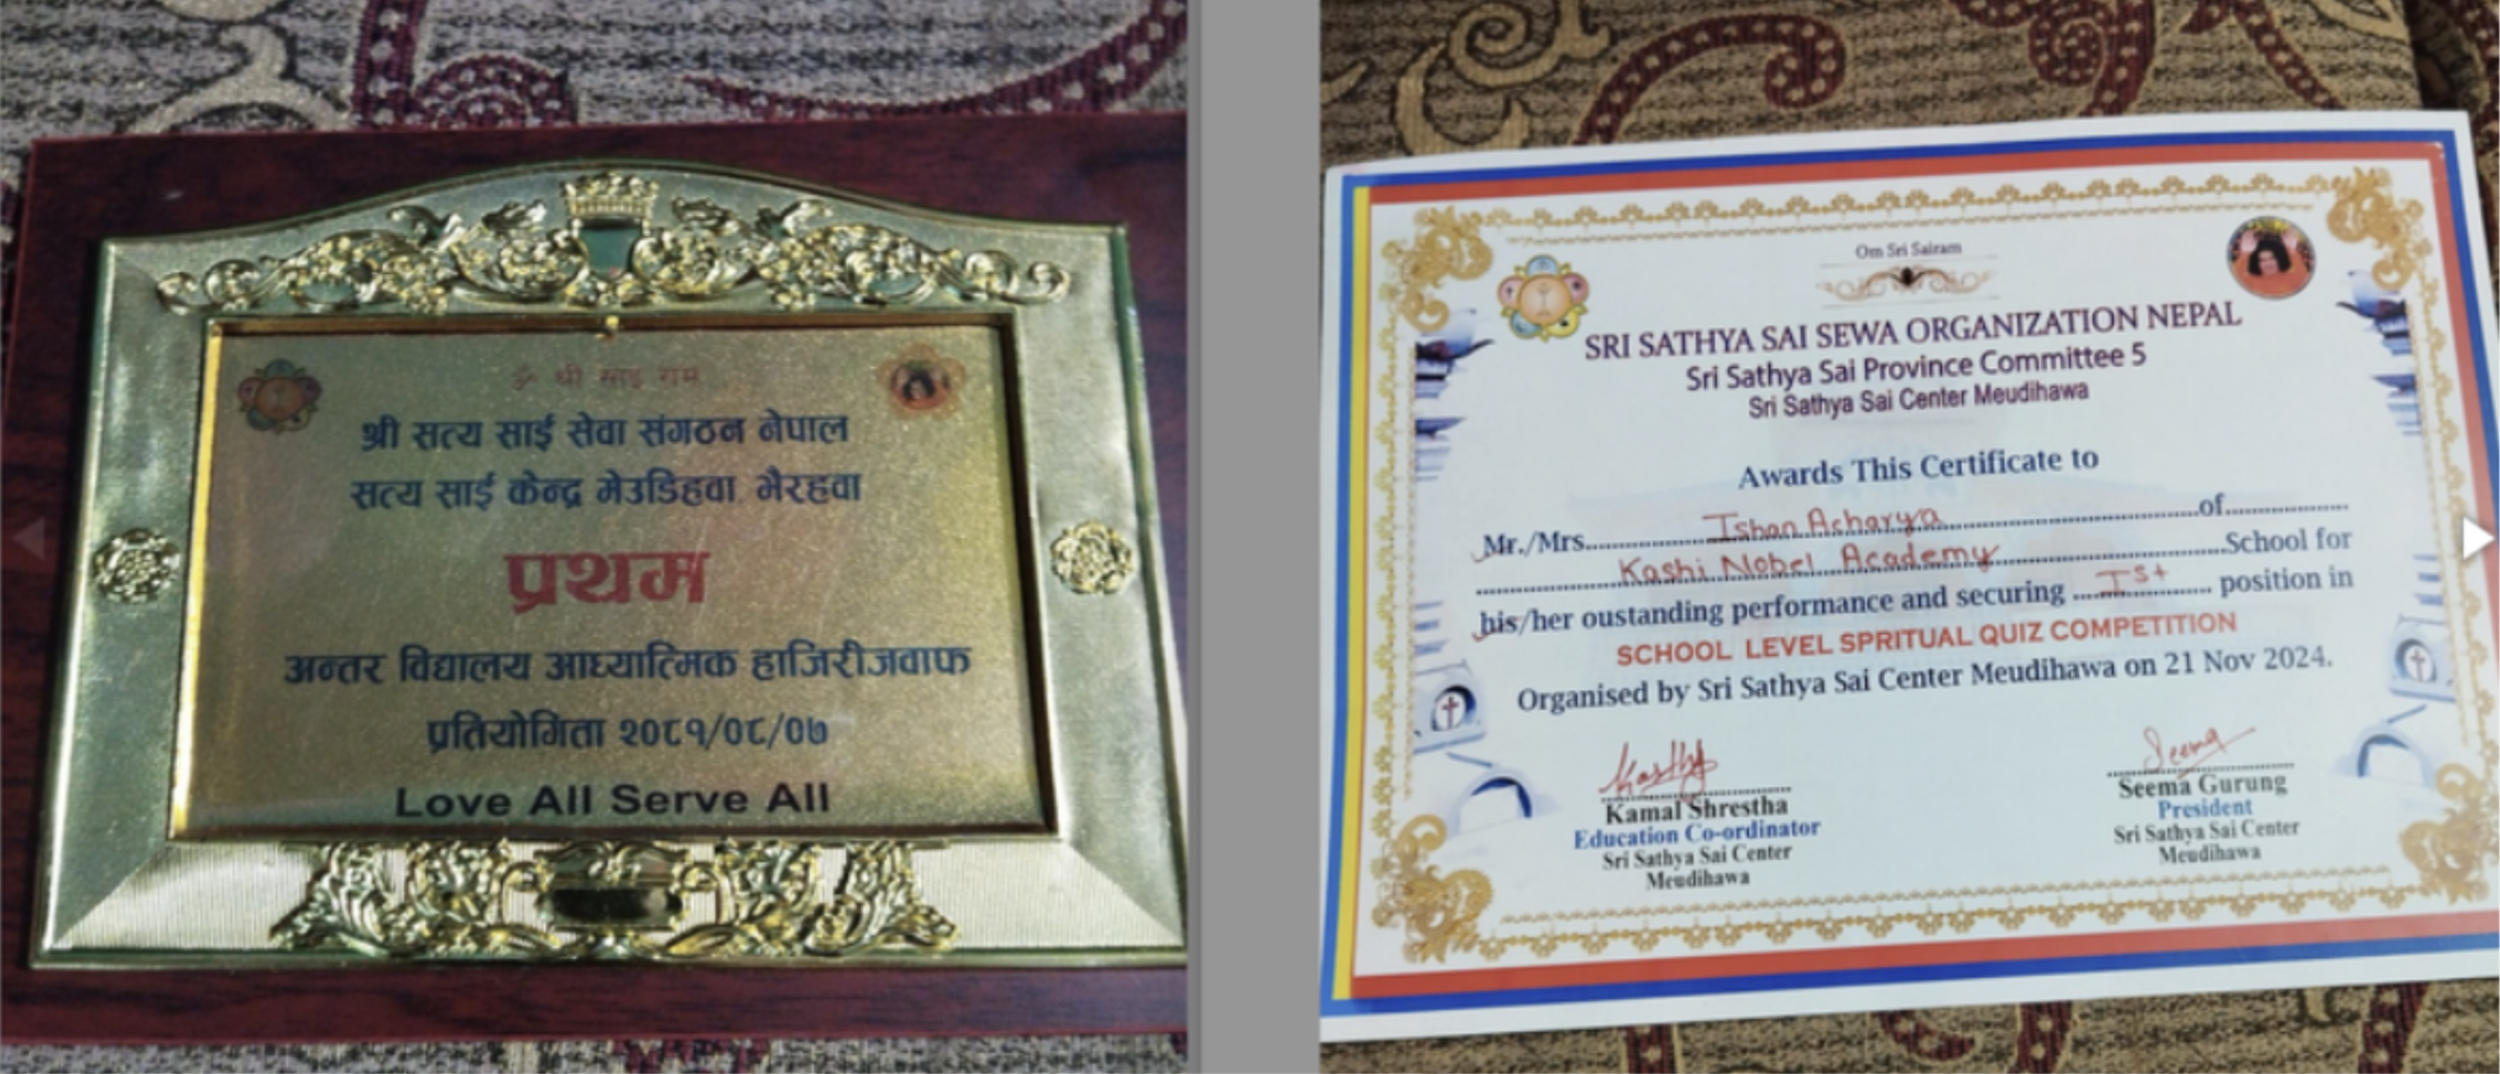 ॐ श्री साई राम
श्री सत्य साई सेवा संगठन नेपाल
सत्य साई केन्द्र मेउडिहवा भैरहवा
प्रथम
अन्तर विद्यालय आध्यात्मिक हाजिरीजवाफ
प्रतियोगिता २०८१/०८/०७
Love All Serve All
Om Sri Sairam
SRI SATHYA SAI SEWA ORGANIZATION NEPAL
Sri Sathya Sai Province Committee 5
Sri Sathya Sai Center Meudihawa
Awards This Certificate to
Mr./Mrs. Ishan Acharya of
Kashi Nobel Academy School for
his/her oustanding performance and securing Ist position in
SCHOOL LEVEL SPRITUAL QUIZ COMPETITION
Organised by Sri Sathya Sai Center Meudihawa on 21 Nov 2024.
Seema
Kamal Shrestha
Education Co-ordinator
Sri Sathya Sai Center
Meudihawa
Seema Gurung
President
Sri Sathya Sai Center
Meudihawa